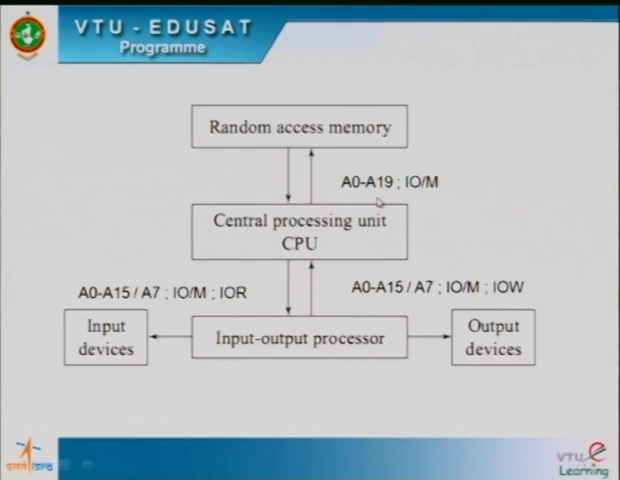 VTU - EDUSAT
Programme
Random access memory
A0-A19 ; IO/M
Central processing unit
CPU
A0-A15 / A7 ; IO/M ; IOR
A0-A15 / A7 ; IO/M ; IOW
Input
devices
Input-output processor
Output
devices
isro
VTU e
Learning